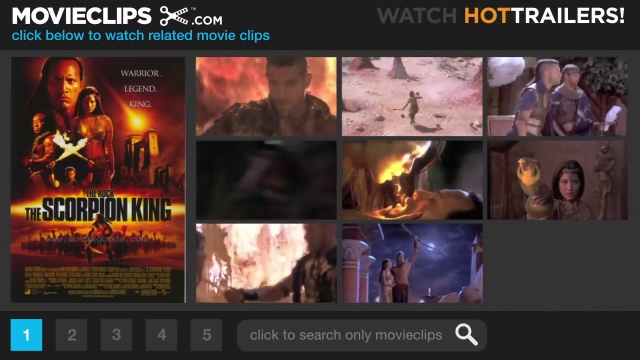 MOVIECLIPS .COM
click below to watch related movie clips
WATCH HOTTRAILERS!
WARRIOR.
LEGEND.
KING.
THE ROCK
THE SCORPION KING
1 2 3 4 5
click to search only movieclips